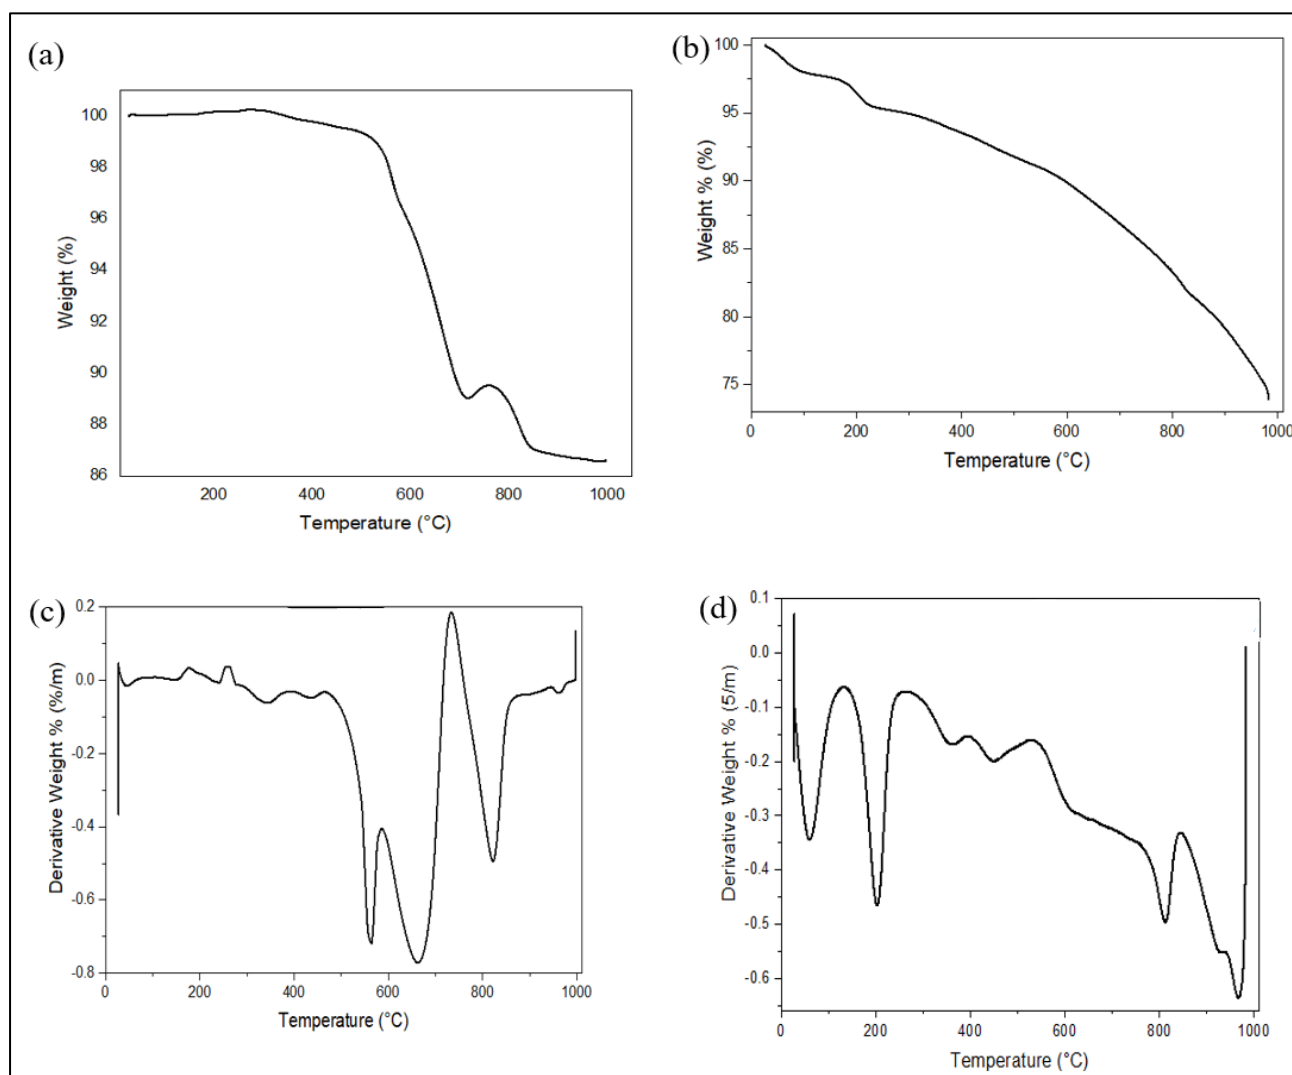 (a)
100
98
96
94
92
90
88
86
Weight (%)
200 400 600 800 1000
Temperature (°C)
(b)
100
95
90
85
80
75
Weight % (%)
0 200 400 600 800 1000
Temperature (°C)
(c)
0.2
0.0
-0.2
-0.4
-0.6
-0.8
Derivative Weight % (%/m)
0 200 400 600 800 1000
Temperature (°C)
(d)
0.1
0.0
-0.1
-0.2
-0.3
-0.4
-0.5
-0.6
Derivative Weight % (5/m)
0 200 400 600 800 1000
Temperature (°C)